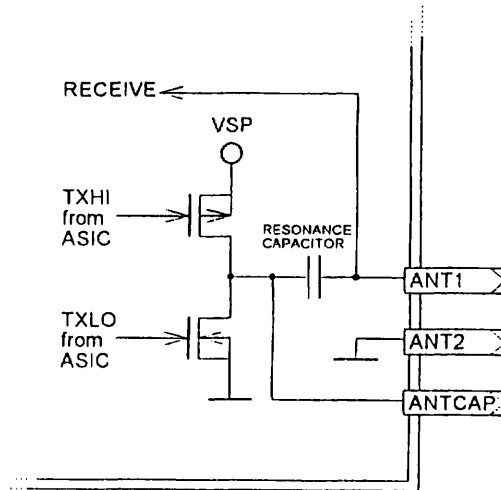 RECEIVE
VSP
TXHI
from
ASIC
RESONANCE
CAPACITOR
ANT1
TXLO
from
ASIC
ANT2
ANTCAP